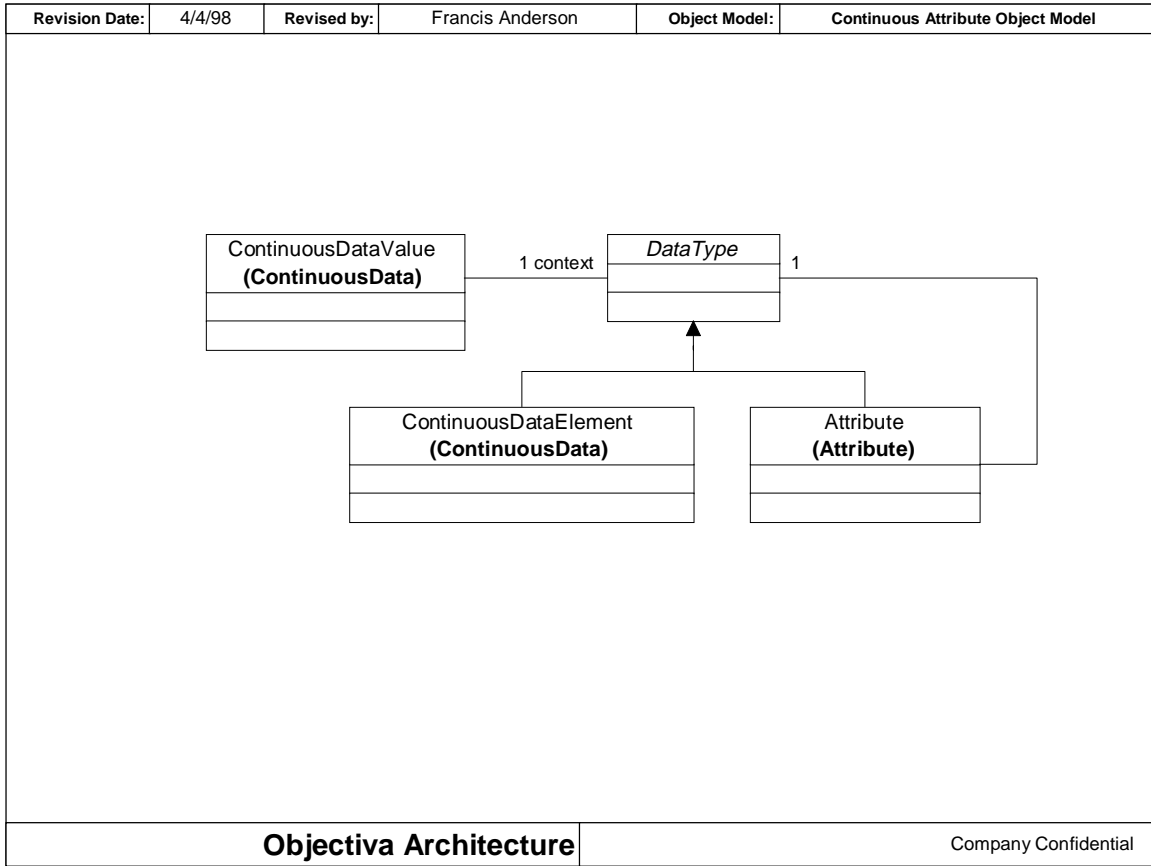 Revision Date: 4/4/98 Revised by: Francis Anderson Object Model: Continuous Attribute Object Model
ContinuousDataValue
(ContinuousData)
1 context
DataType
1
ContinuousDataElement
(ContinuousData)
Attribute
(Attribute)
Objectiva Architecture
Company Confidential